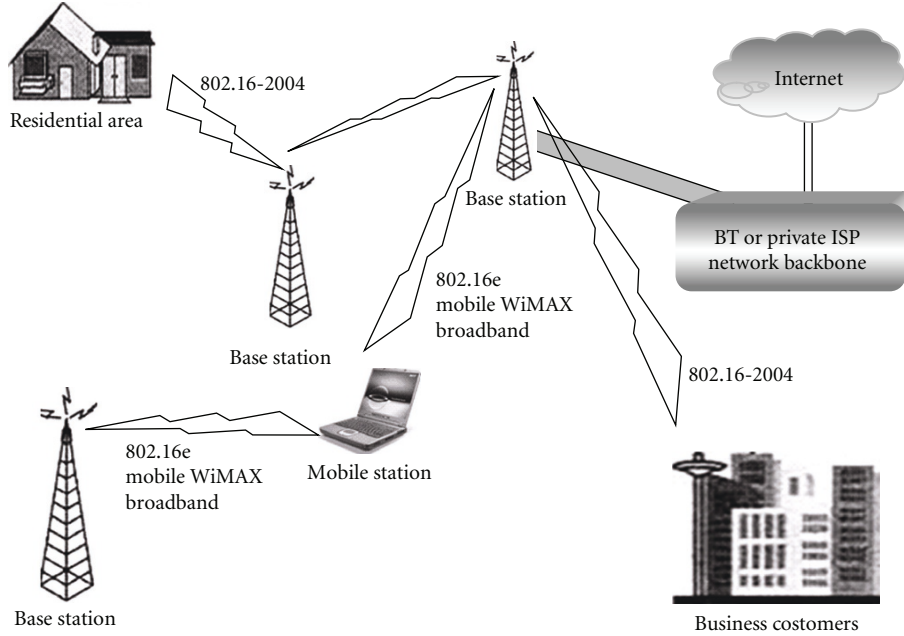 802.16-2004
Residential area
Internet
Base station
BT or private ISP
network backbone
802.16e
mobile WiMAX
broadband
Base station
802.16-2004
802.16e
mobile WiMAX
broadband
Mobile station
Base station
Business costomers